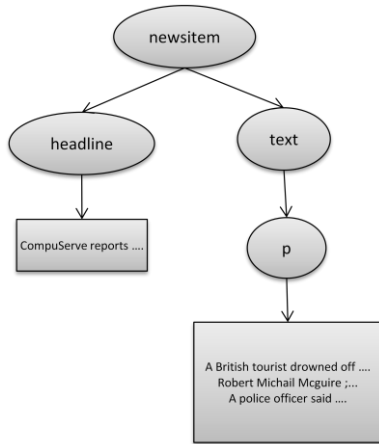 newsitem
headline
text
CompuServe reports ....
p
A British tourist drowned off ....
Robert Michail Mcguire ;...
A police officer said ....